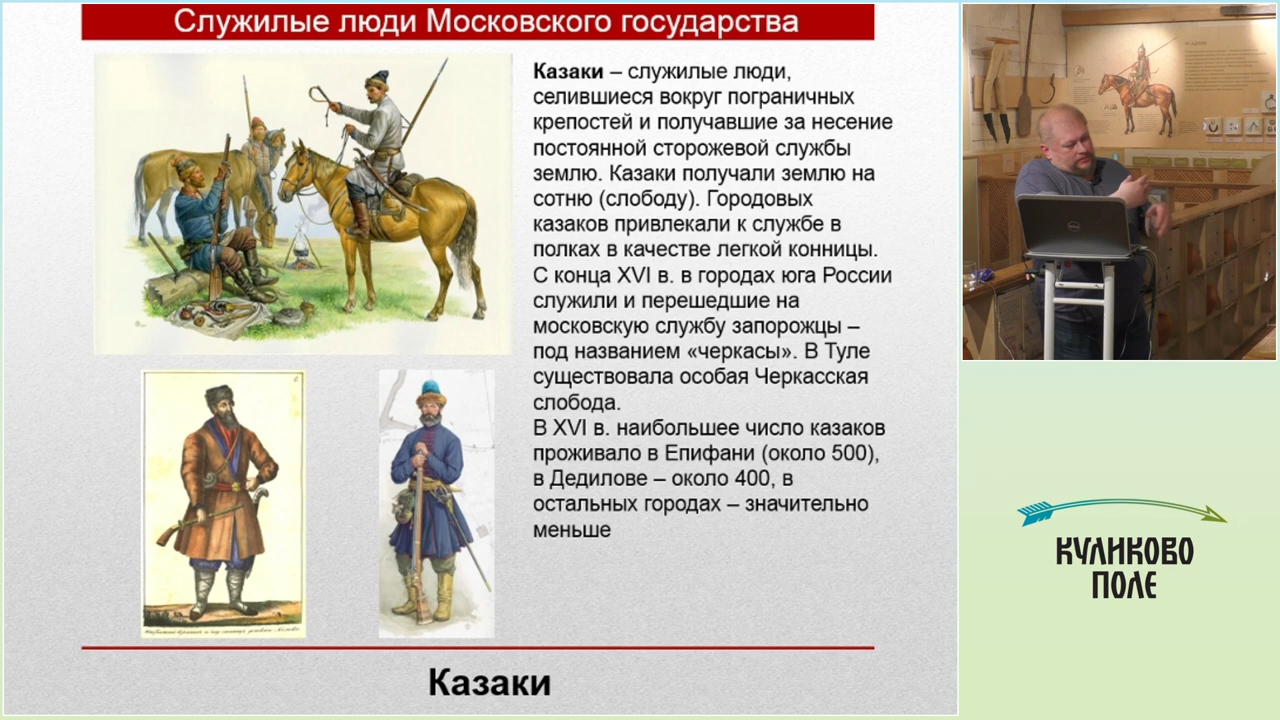 Служилые люди Московского государства
Казаки – служилые люди,
селившиеся вокруг пограничных
крепостей и получавшие за несение
постоянной сторожевой службы
землю. Казаки получали землю на
сотню (слободу). Городовых
казаков привлекали к службе в
полках в качестве легкой конницы.
С конца XVI в. в городах юга России
служили и перешедшие на
московскую службу запорожцы –
под названием «черкасы». В Туле
существовала особая Черкасская
слобода.
В XVI в. наибольшее число казаков
проживало в Епифани (около 500),
в Дедилове – около 400, в
остальных городах – значительно
меньше
Казаки
КУЛИКОВО
ПОЛЕ